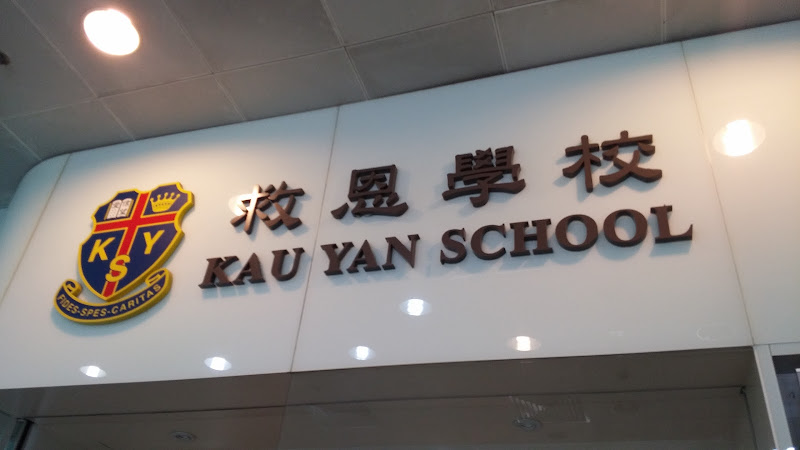 救恩學校
KAU YAN SCHOOL
K Y
S
FIDES-SPES-CARITAS